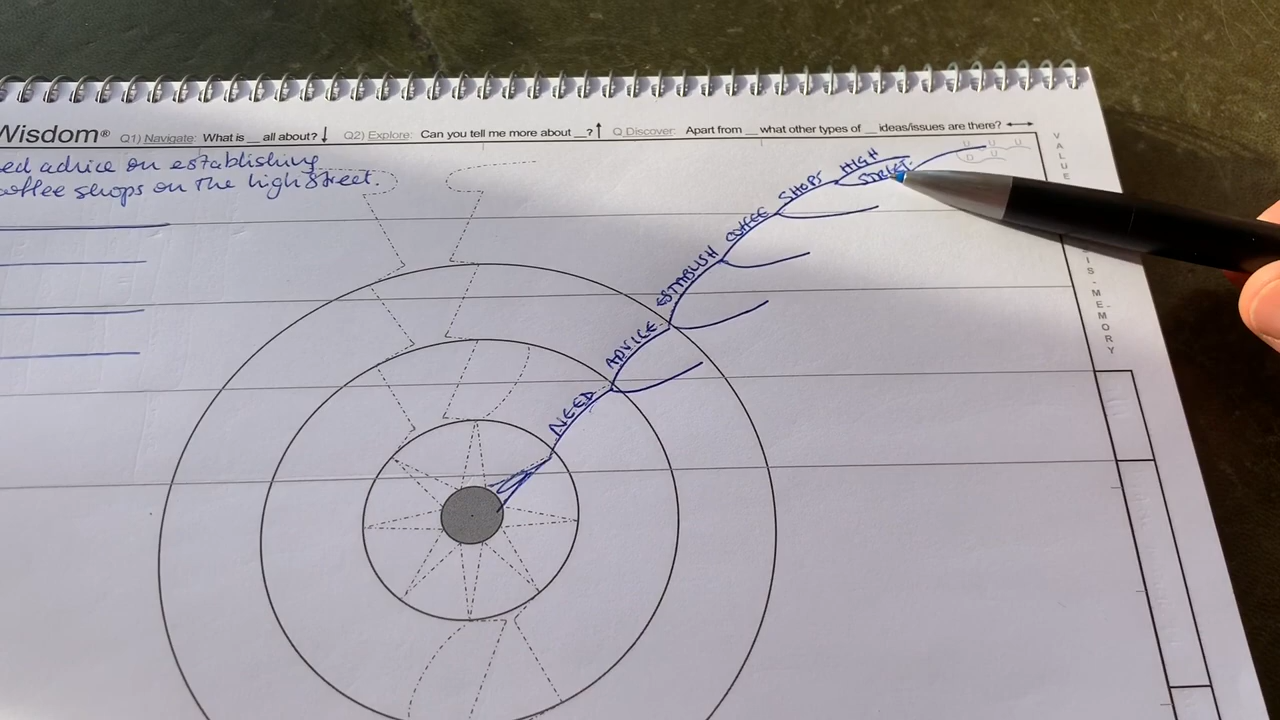 Wisdom® Q1) Navigate: What is __ all about?↓ Q2) Explore: Can you tell me more about __?↑ Q Discover: Apart from __ what other types of __ ideas/issues are there? ↔
ed advice on establishing
offee shops on the high street.
NEED
ADVICE
ESTABLISH
COFFEE
SHOPS
HIGH
STREET.
U U U
D U
VALUE
IS-MEMORY